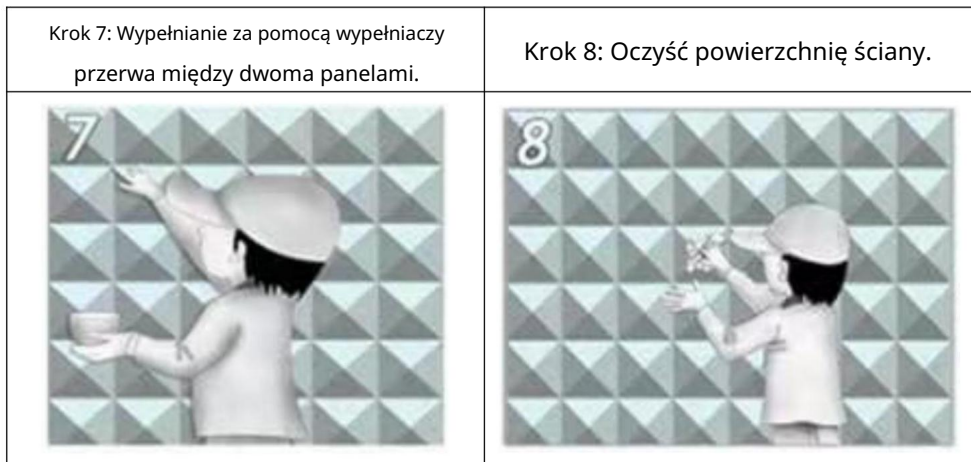 Krok 7: Wypełnianie za pomocą wypełniaczy
przerwa między dwoma panelami.
Krok 8: Oczyść powierzchnię ściany.
7
8